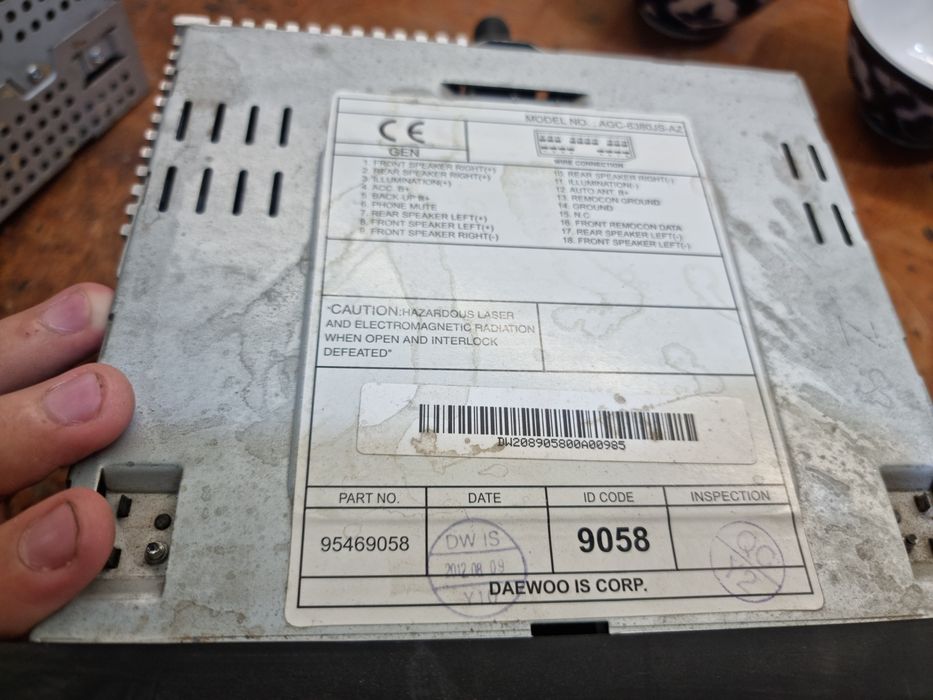 CE
GEN
MODEL NO. : AGC-6380JS-AZ
WIRE CONNECTION
1. FRONT SPEAKER RIGHT(+)
2. REAR SPEAKER RIGHT(+)
3. ILLUMINATION(+)
4. ACC. B+
5. BACK-UP B+
6. PHONE MUTE
7. REAR SPEAKER LEFT(+)
8. FRONT SPEAKER LEFT(+)
9. FRONT SPEAKER RIGHT(-)
10. REAR SPEAKER RIGHT(-)
11. ILLUMINATION(-)
12. AUTO ANT. B+
13. REMOCON GROUND
14. GROUND
15. N.C
16. FRONT REMOCON DATA
17. REAR SPEAKER LEFT(-)
18. FRONT SPEAKER LEFT(-)
"CAUTION:HAZARDOUS LASER
AND ELECTROMAGNETIC RADIATION
WHEN OPEN AND INTERLOCK
DEFEATED"
DW208905800A00985
PART NO. DATE ID CODE INSPECTION
95469058
DW IS
2012.08.09
9058
QC
DAEWOO IS CORP.